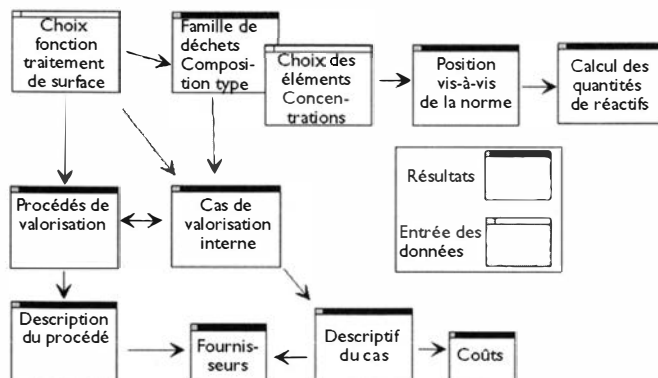 Choix
fonction
traitement
de surface
Famille de
déchets
Composi-
tion type
Choix des
éléments
Concen-
trations
Position
vis-à-vis
de la norme
Calcul des
quantités
de réactifs
Résultats
Entrée des
données
Procédés de
valorisation
Cas de
valorisation
interne
Description
du procédé
Fournis-
seurs
Descriptif
du cas
Coûts